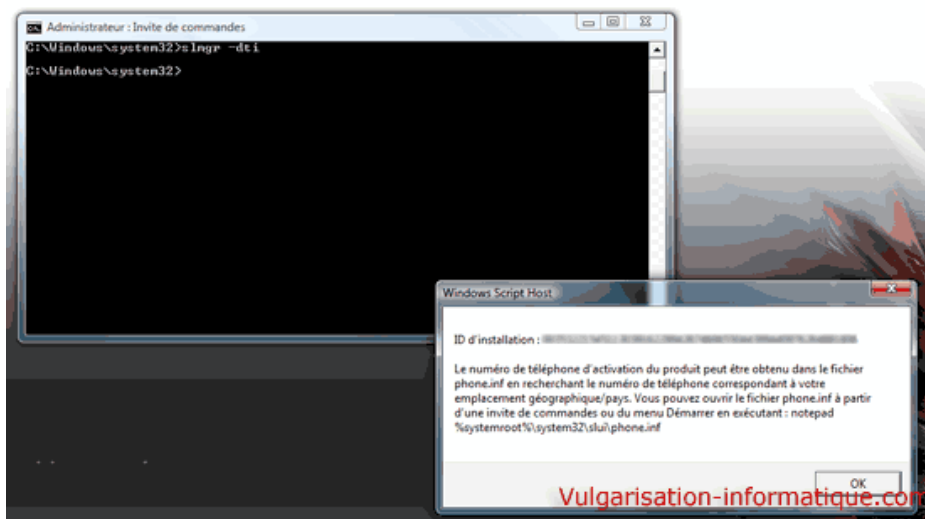 Administrateur : Invite de commandes
C:\Windows\system32>slmgr -dti
C:\Windows\system32>
Windows Script Host
ID d'installation :
Le numéro de téléphone d'activation du produit peut être obtenu dans le fichier
phone.inf en recherchant le numéro de téléphone correspondant à votre
emplacement géographique/pays. Vous pouvez ouvrir le fichier phone.inf à partir
d'une invite de commandes ou du menu Démarrer en exécutant : notepad
%systemroot%\system32\slui\phone.inf
OK
Vulgarisation-informatique.com